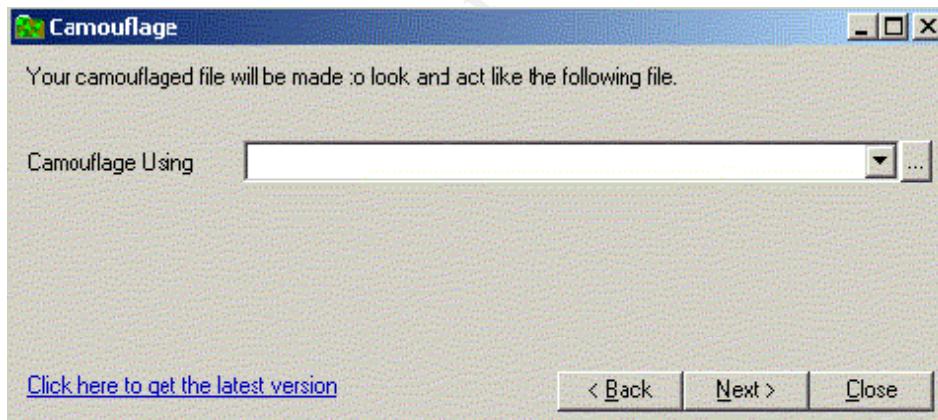 Camouflage
Your camouflaged file will be made to look and act like the following file.
Camouflage Using
...
Click here to get the latest version
< Back
Next >
Close